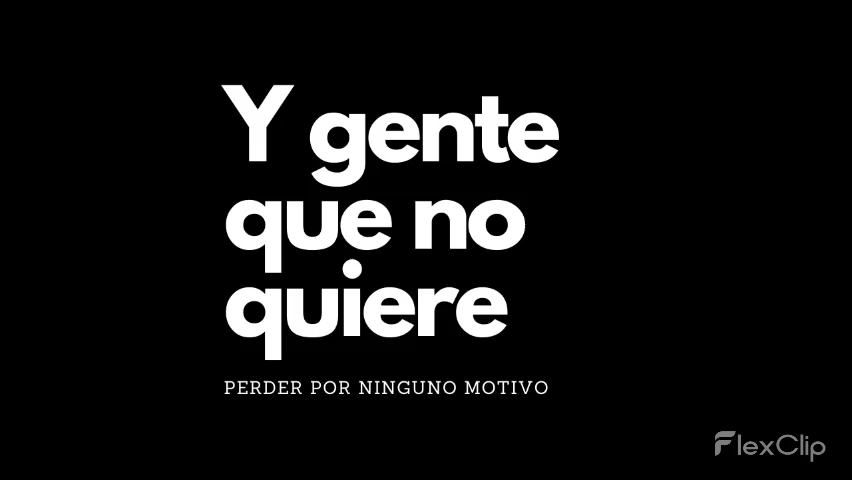 Y gente
que no
quiere
PERDER POR NINGUNO MOTIVO
FlexClip